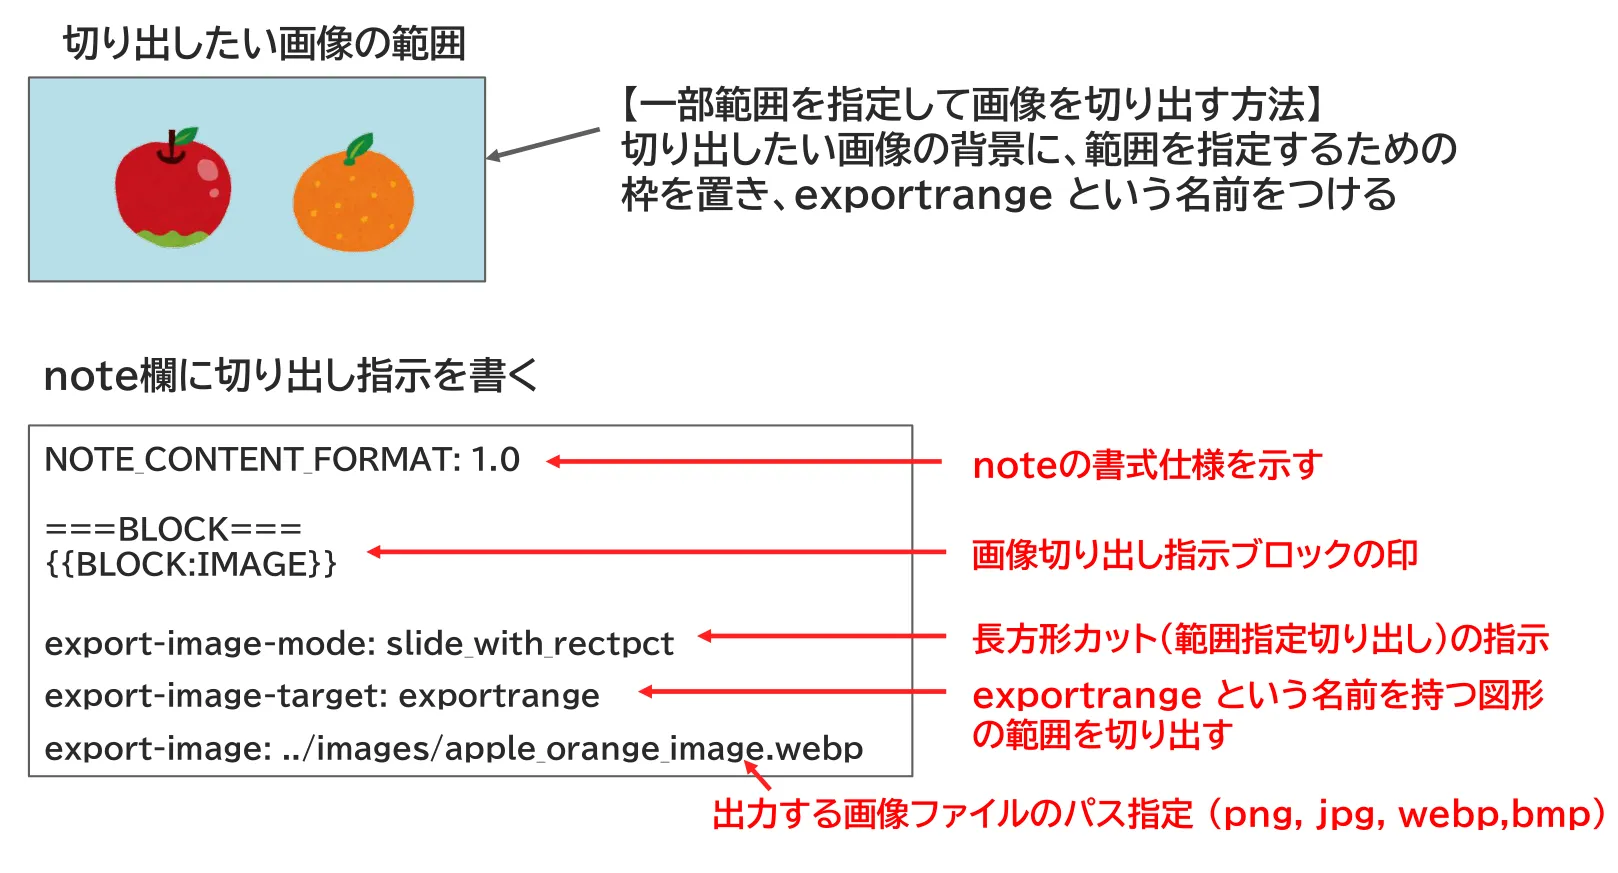 切り出したい画像の範囲
【一部範囲を指定して画像を切り出す方法】
切り出したい画像の背景に、範囲を指定するための
枠を置き、exportrange という名前をつける
note欄に切り出し指示を書く
NOTE_CONTENT_FORMAT: 1.0
noteの書式仕様を示す
===BLOCK===
{{BLOCK:IMAGE}}
画像切り出し指示ブロックの印
export-image-mode: slide_with_rectpct
長方形カット(範囲指定切り出し)の指示
export-image-target: exportrange
exportrange という名前を持つ図形
の範囲を切り出す
export-image: ../images/apple_orange_image.webp
出力する画像ファイルのパス指定 (png, jpg, webp,bmp)